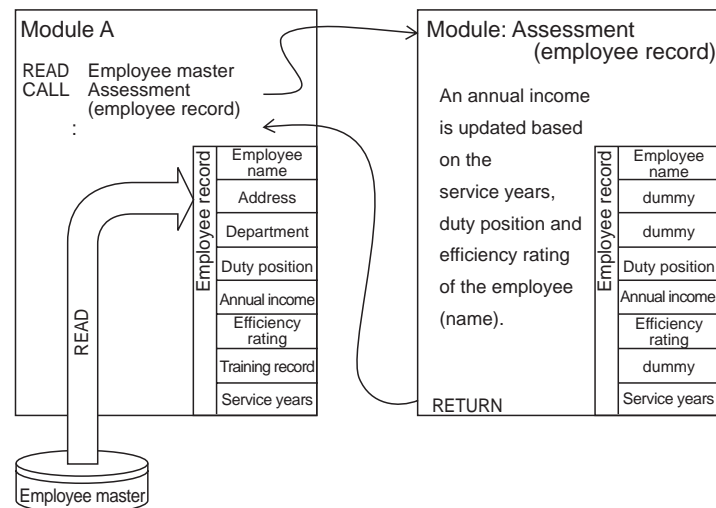 Module A
READ Employee master
CALL Assessment
(employee record)
:
Employee record
Employee
name
Address
Department
Duty position
Annual income
Efficiency
rating
Training record
Service years
READ
Employee master
Module: Assessment
(employee record)
An annual income
is updated based
on the
service years,
duty position and
efficiency rating
of the employee
(name).
RETURN
Employee record
Employee
name
dummy
dummy
Duty position
Annual income
Efficiency
rating
dummy
Service years